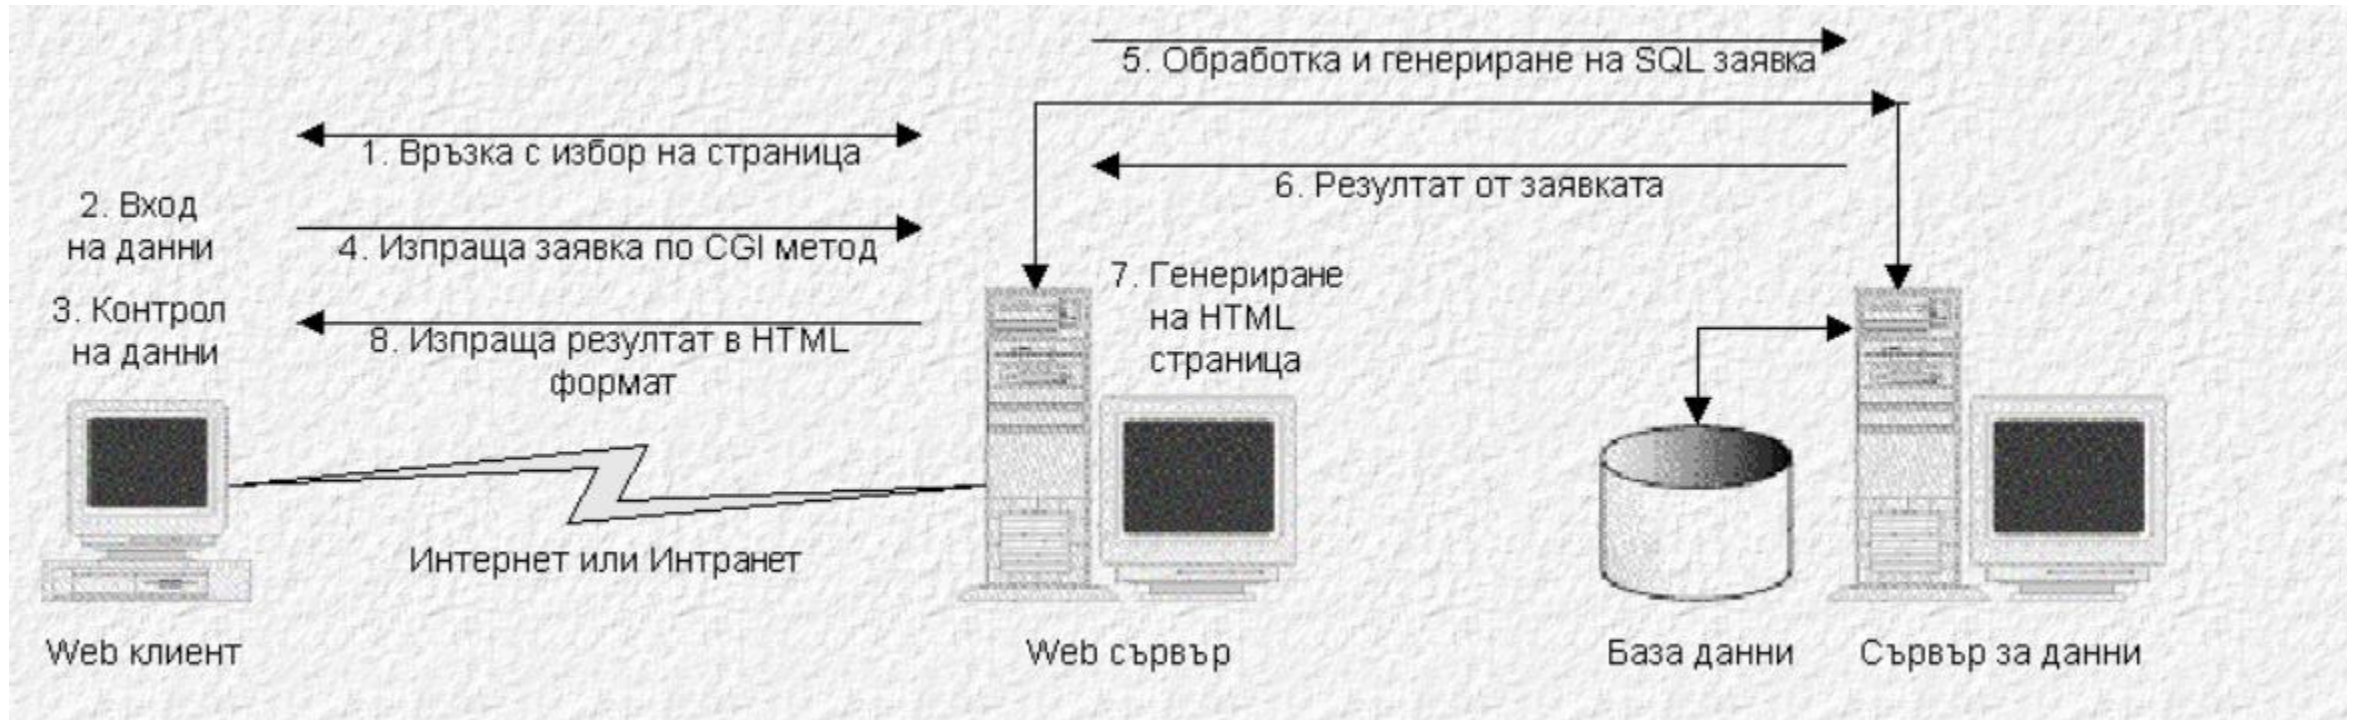 5. Обработка и генериране на SQL заявка
1. Връзка с избор на страница
6. Резултат от заявката
2. Вход
на данни
4. Изпраща заявка по CGI метод
3. Контрол
на данни
7. Генериране
на HTML
страница
8. Изпраща резултат в HTML
формат
Интернет или Интранет
Web клиент
Web сървър
База данни
Сървър за данни